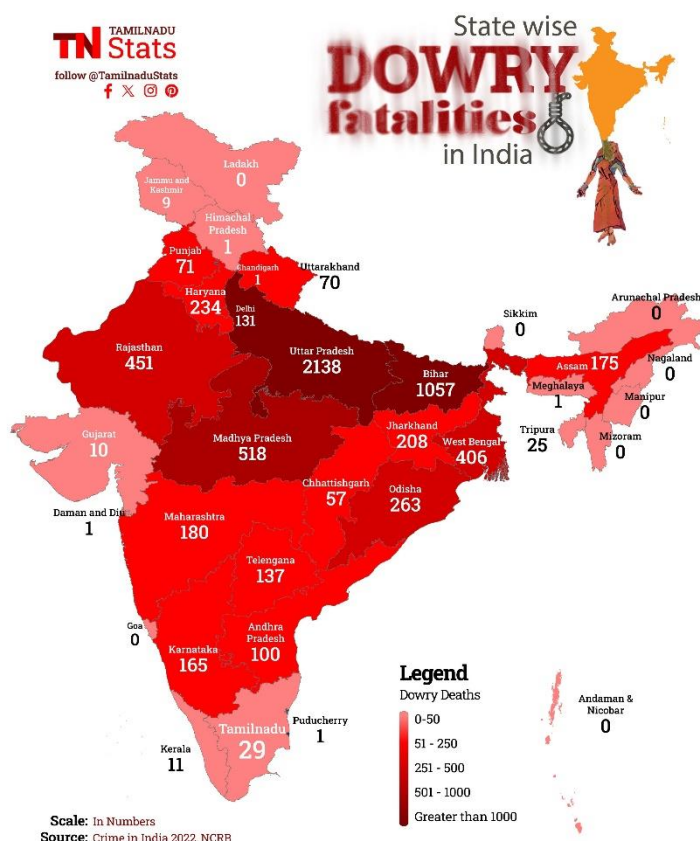 TN TAMILNADU
Stats
follow @TamilnaduStats
State wise
DOWRY
fatalities
in India
Ladakh
0
Jammu and
Kashmir
9
Himachal
Pradesh
1
Punjab
71
Chandigarh
1
Uttarakhand
70
Haryana
234
Delhi
131
Rajasthan
451
Uttar Pradesh
2138
Bihar
1057
Sikkim
0
Arunachal Pradesh
0
Assam 175
Nagaland
0
Meghalaya
1
Manipur
0
Tripura
25
Mizoram
0
Gujarat
10
Madhya Pradesh
518
Jharkhand
208
West Bengal
406
Chhattishgarh
57
Odisha
263
Daman and Diu
1
Maharashtra
180
Telengana
137
Goa
0
Karnataka
165
Andhra
Pradesh
100
Kerala
11
Tamilnadu
29
Puducherry
1
Andaman &
Nicobar
0
Legend
Dowry Deaths
0-50
51 - 250
251 - 500
501 - 1000
Greater than 1000
Scale: In Numbers
Source: Crime in India 2022, NCRB